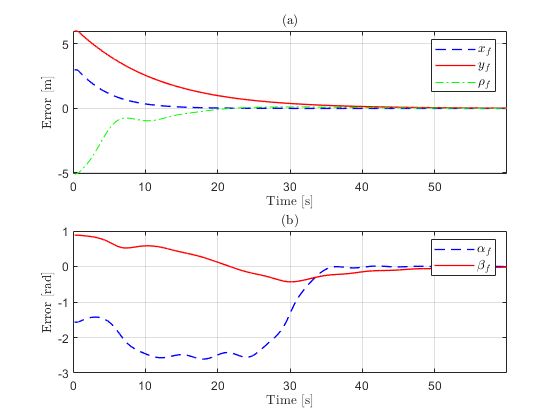 (a)
5
0
-5
Error [m]
x_f
y_f
ρ_f
0 10 20 30 40 50
Time [s]
(b)
1
0
-1
-2
-3
Error [rad]
α_f
β_f
0 10 20 30 40 50
Time [s]